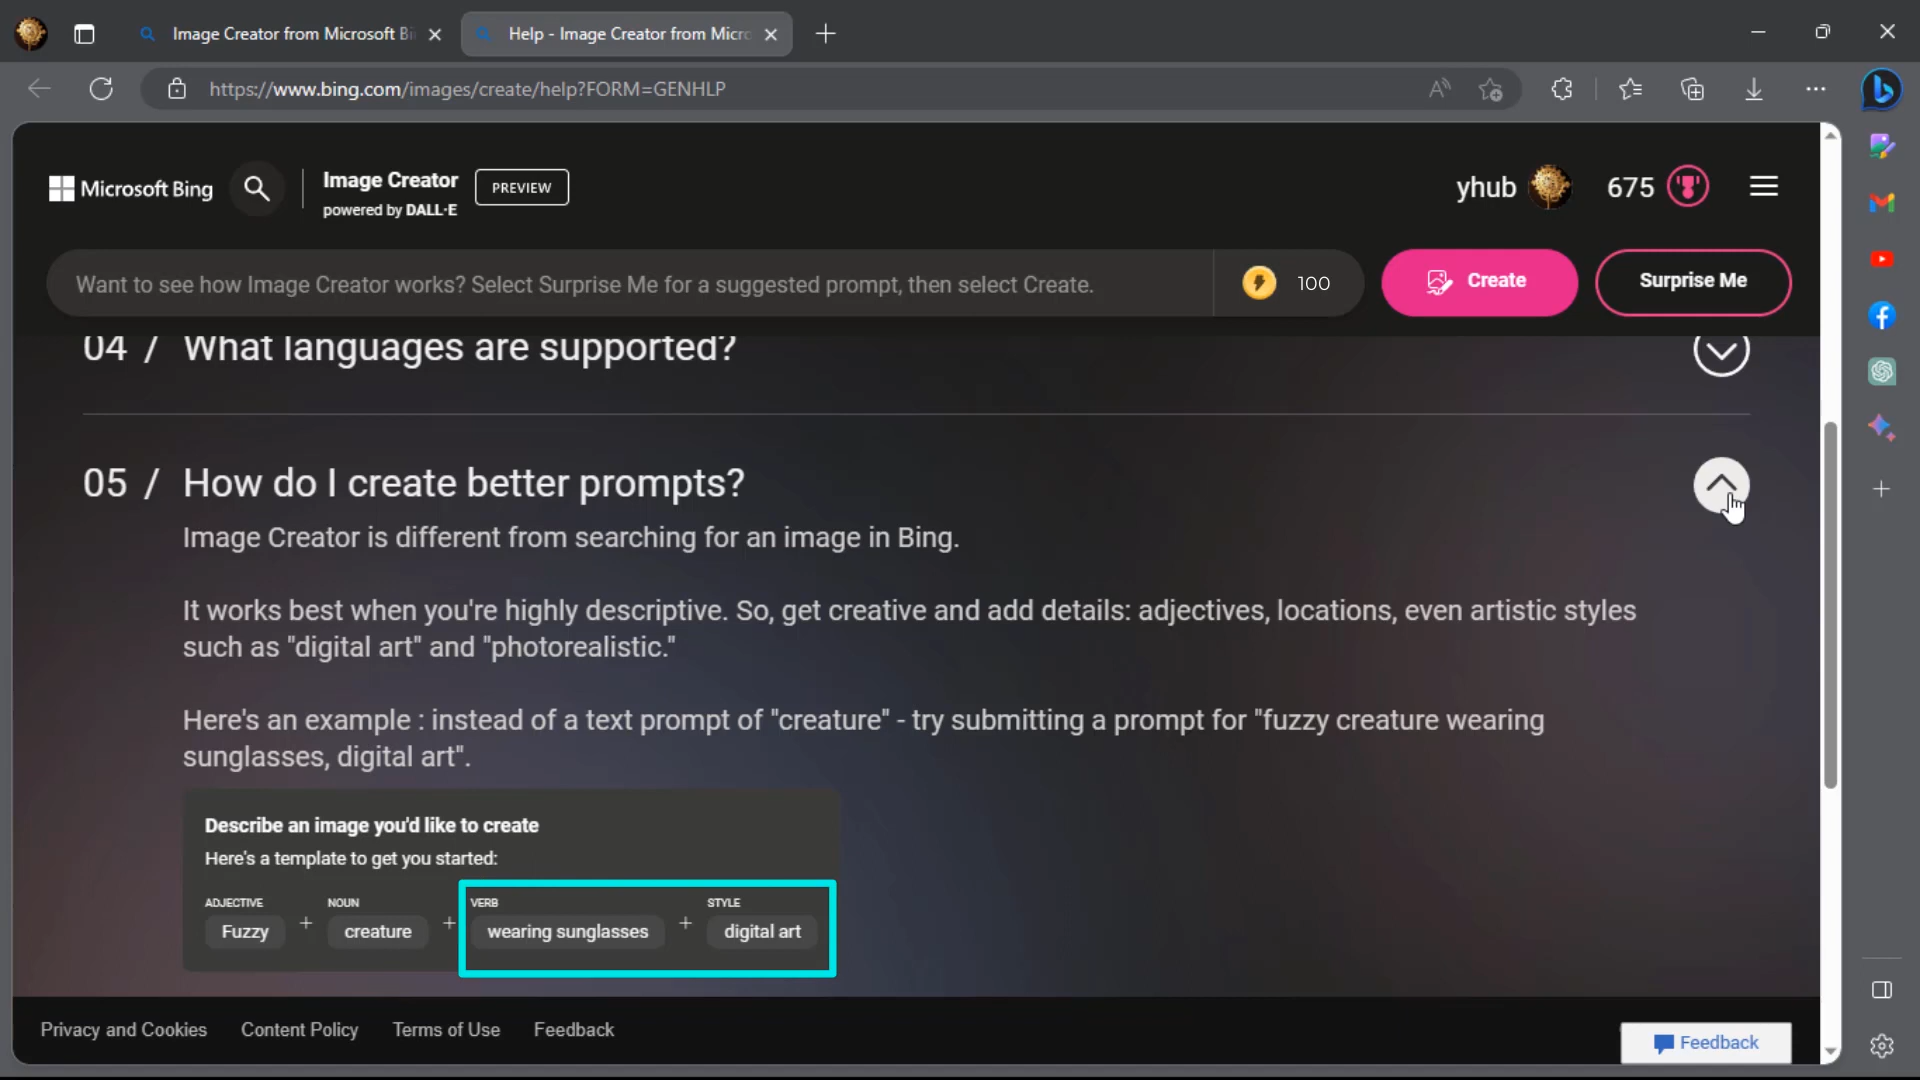 Image Creator from Microsoft Bi
Help - Image Creator from Micro
https://www.bing.com/images/create/help?FORM=GENHLP
Microsoft Bing
Image Creator
powered by DALL·E
PREVIEW
yhub
675
Want to see how Image Creator works? Select Surprise Me for a suggested prompt, then select Create.
100
Create
Surprise Me
04 / What languages are supported?
05 / How do I create better prompts?
Image Creator is different from searching for an image in Bing.
It works best when you're highly descriptive. So, get creative and add details: adjectives, locations, even artistic styles
such as "digital art" and "photorealistic."
Here's an example : instead of a text prompt of "creature" - try submitting a prompt for "fuzzy creature wearing
sunglasses, digital art".
Describe an image you'd like to create
Here's a template to get you started:
ADJECTIVE NOUN VERB STYLE
Fuzzy + creature + wearing sunglasses + digital art
Privacy and Cookies Content Policy Terms of Use Feedback
Feedback